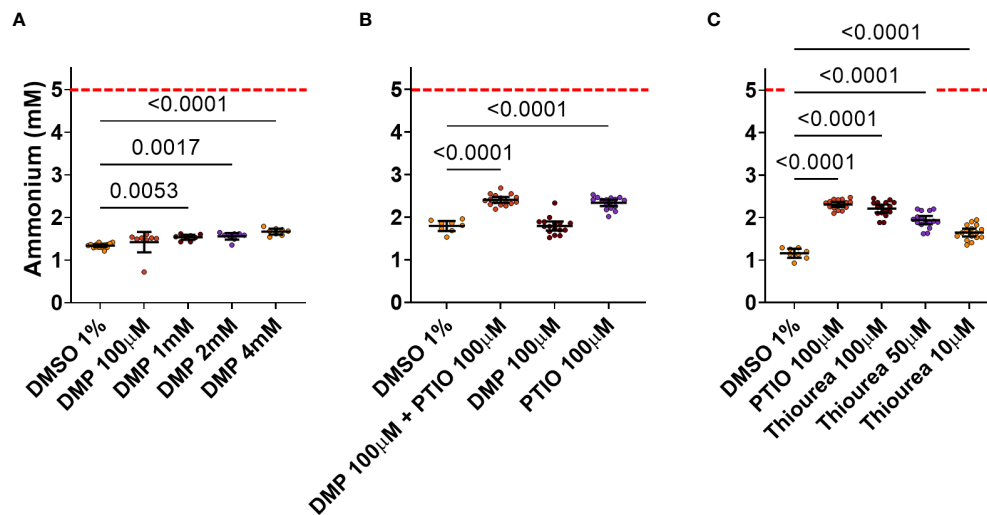 A
Ammonium (mM)
5
4
3
2
1
0
<0.0001
0.0017
0.0053
DMSO 1%
DMP 100μM
DMP 1mM
DMP 2mM
DMP 4mM
B
5
4
3
2
1
0
<0.0001
<0.0001
DMSO 1%
DMP 100μM + PTIO 100μM
DMP 100μM
PTIO 100μM
C
<0.0001
5
4
3
2
1
0
<0.0001
<0.0001
<0.0001
DMSO 1%
PTIO 100μM
Thiourea 100μM
Thiourea 50μM
Thiourea 10μM